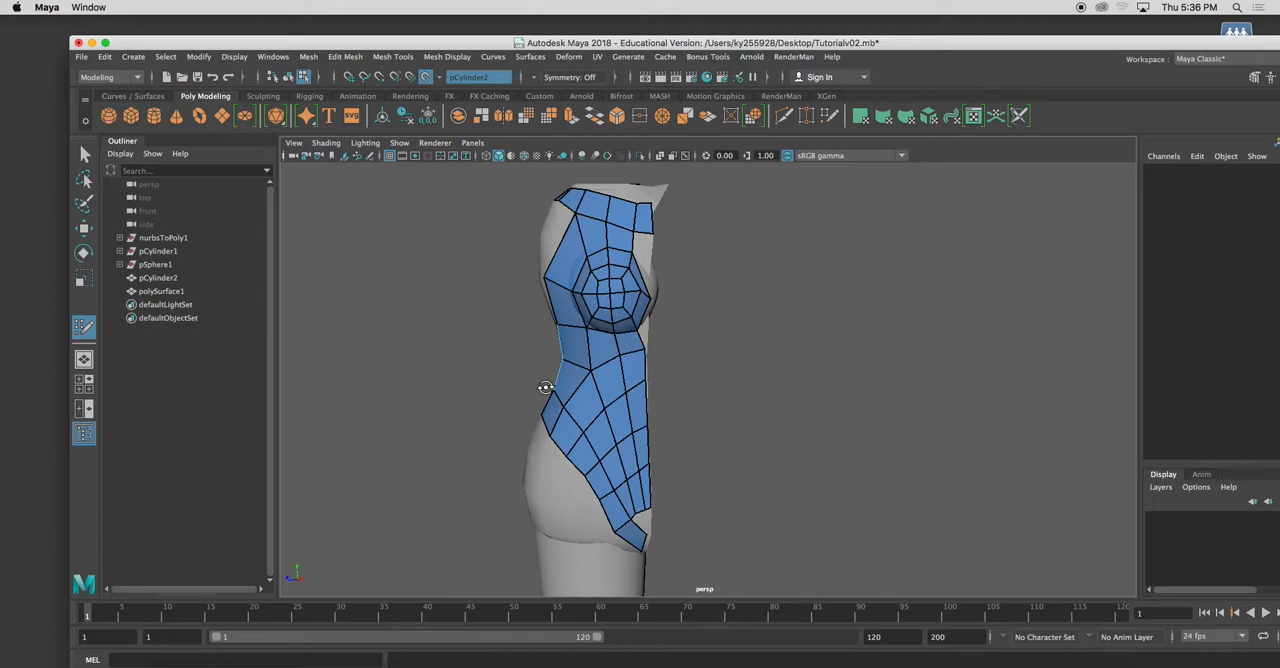 Maya Window Thu 5:36 PM
Autodesk Maya 2018 - Educational Version: /Users/ky255928/Desktop/Tutorialv02.mb*
File Edit Create Select Modify Display Windows Mesh Edit Mesh Mesh Tools Mesh Display Curves Surfaces Deform UV Generate Cache Bonus Tools Arnold RenderMan Help Workspace: Maya Classic*
Modeling pCylinder2 Symmetry: Off Sign In
Curves / Surfaces Poly Modeling Sculpting Rigging Animation Rendering FX FX Caching Custom Arnold Bifrost MASH Motion Graphics RenderMan XGen
T SVG 0,0,0
Outliner
Display Show Help
Search...
View Shading Lighting Show Renderer Panels
0.00 1.00 sRGB gamma
Channels Edit Object Show
persp
top
front
side
nurbsToPoly1
pCylinder1
pSphere1
pCylinder2
polySurface1
defaultLightSet
defaultObjectSet
Display Anim
Layers Options Help
y
z x
persp
1 5 10 15 20 25 30 35 40 45 50 55 60 65 70 75 80 85 90 95 100 105 110 115 120 1
1 1 1 120 120 200 No Character Set No Anim Layer 24 fps
MEL